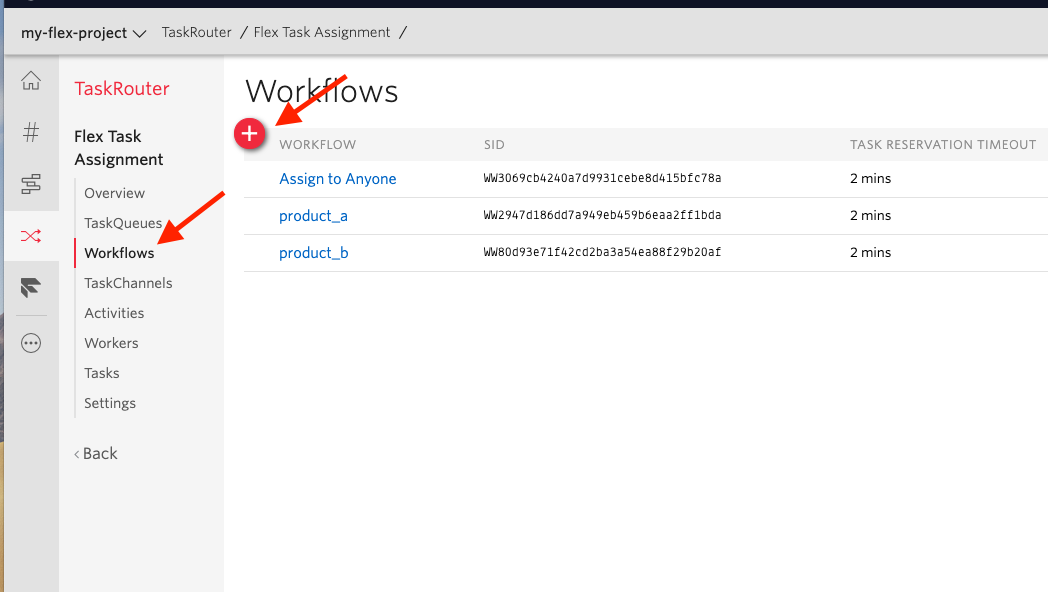 my-flex-project TaskRouter / Flex Task Assignment /
TaskRouter
Flex Task
Assignment
Overview
TaskQueues
Workflows
TaskChannels
Activities
Workers
Tasks
Settings
‹ Back
Workflows
WORKFLOW SID TASK RESERVATION TIMEOUT
Assign to Anyone WW3069cb4240a7d9931cebe8d415bfc78a 2 mins
product_a WW2947d186dd7a949eb459b6eaa2ff1bda 2 mins
product_b WW80d93e71f42cd2ba3a54ea88f29b20af 2 mins